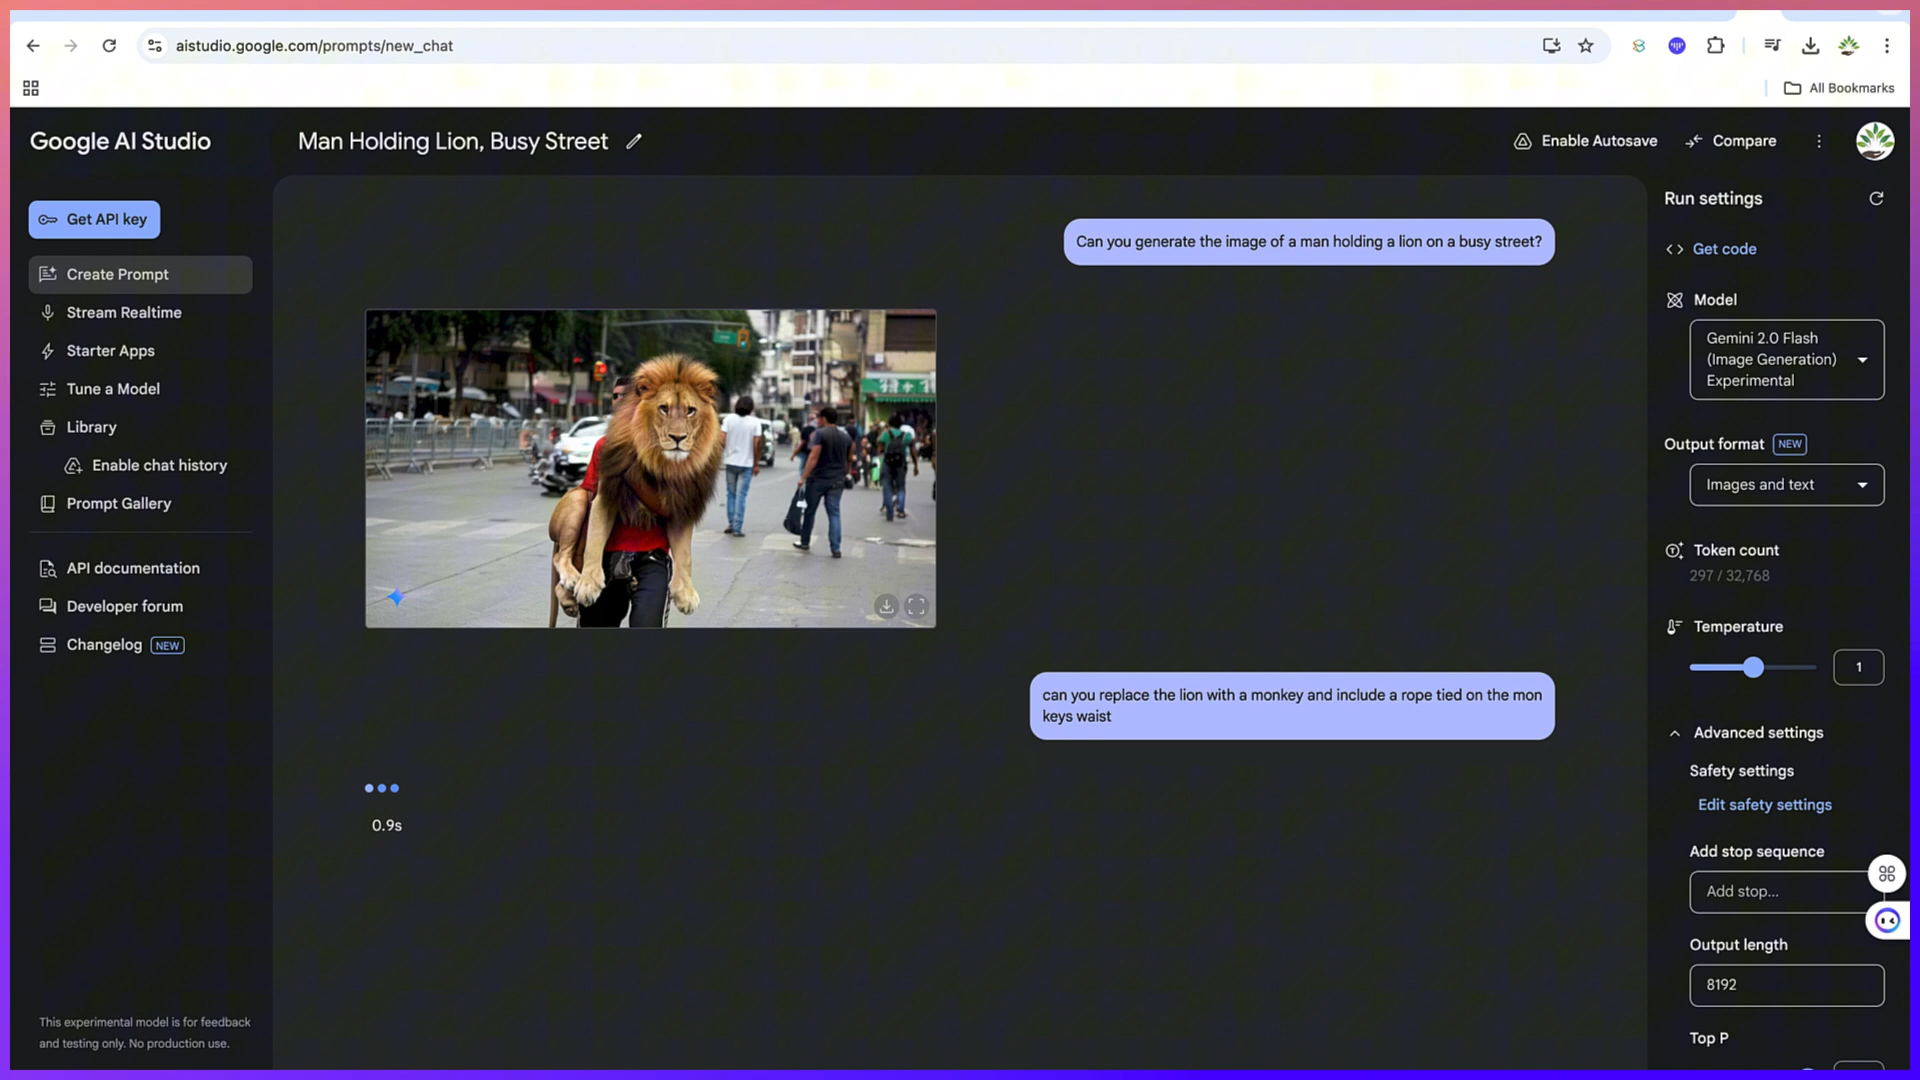 aistudio.google.com/prompts/new_chat
All Bookmarks
Google AI Studio
Man Holding Lion, Busy Street
Enable Autosave
Compare
Get API key
Create Prompt
Stream Realtime
Starter Apps
Tune a Model
Library
Enable chat history
Prompt Gallery
API documentation
Developer forum
Changelog NEW
This experimental model is for feedback
and testing only. No production use.
Can you generate the image of a man holding a lion on a busy street?
can you replace the lion with a monkey and include a rope tied on the mon
keys waist
0.9s
Run settings
Get code
Model
Gemini 2.0 Flash
(Image Generation)
Experimental
Output format NEW
Images and text
Token count
297 / 32,768
Temperature
1
Advanced settings
Safety settings
Edit safety settings
Add stop sequence
Add stop...
Output length
8192
Top P